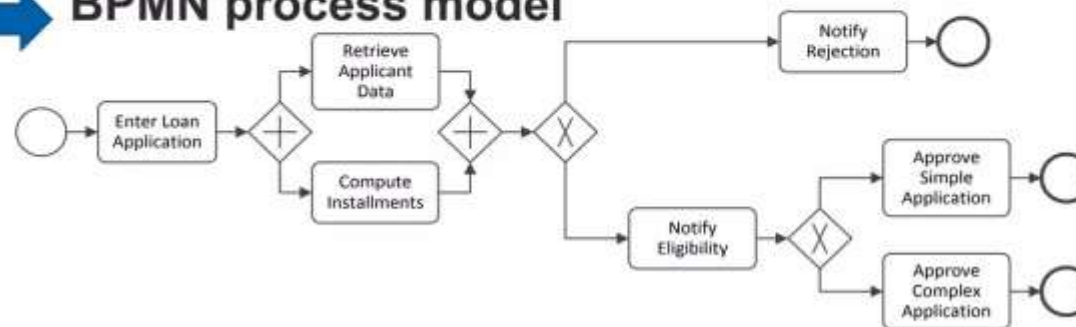 BPMN process model
Enter Loan
Application
Retrieve
Applicant
Data
Compute
Installments
X
Notify
Rejection
Notify
Eligibility
X
Approve
Simple
Application
Approve
Complex
Application